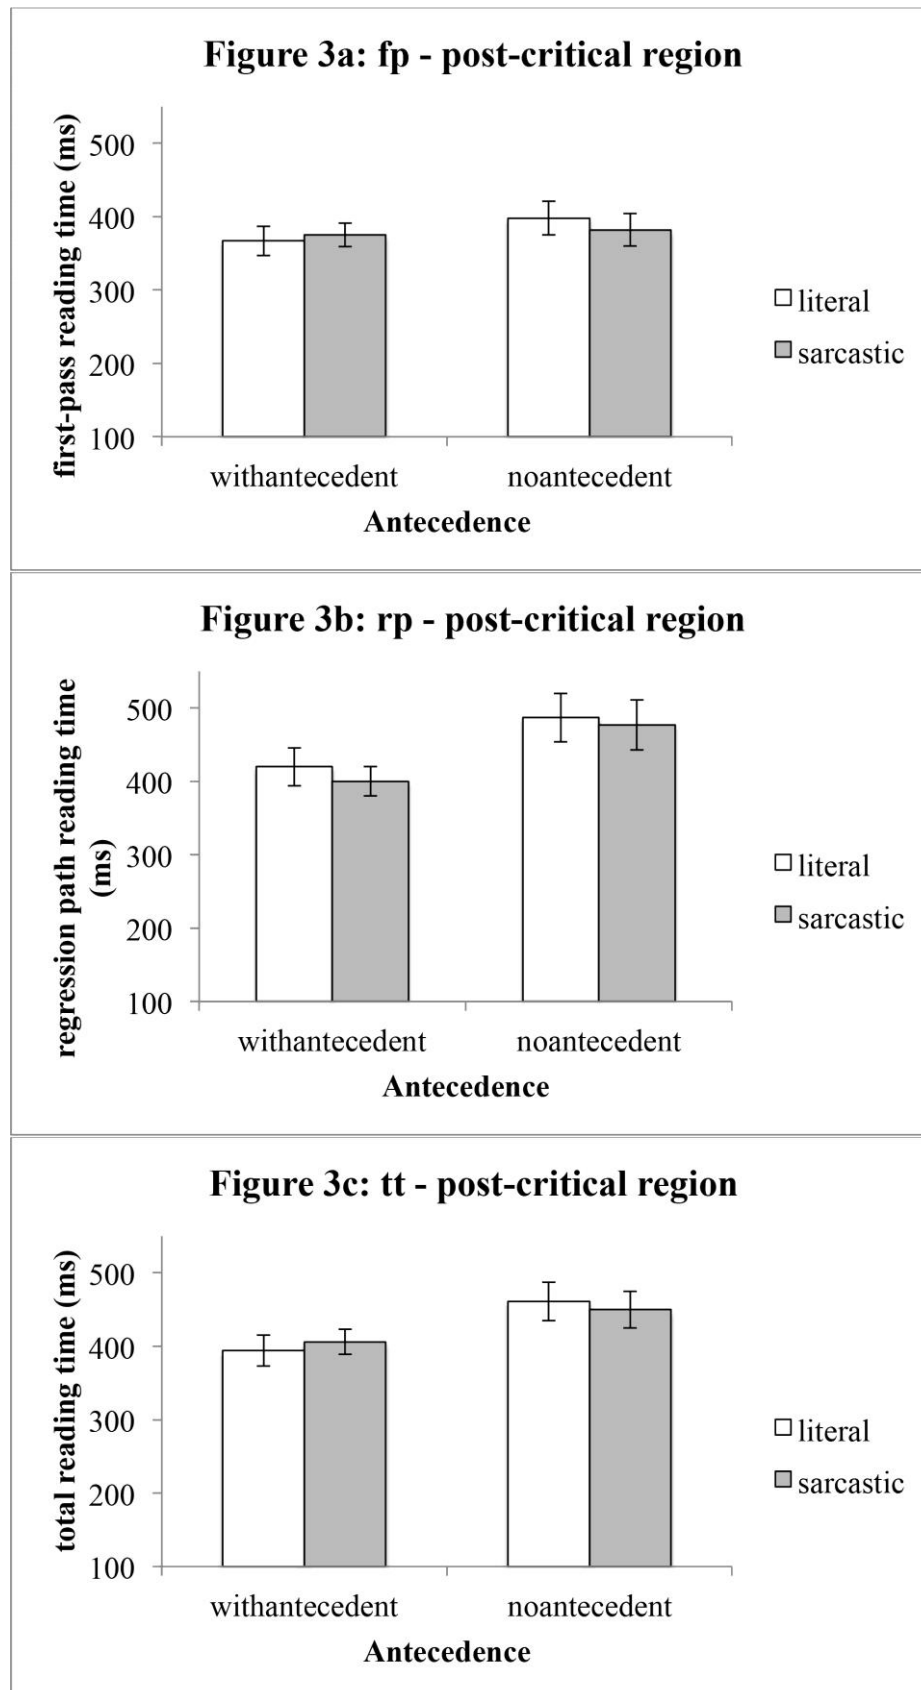 Figure 3a: fp - post-critical region
first-pass reading time (ms)
500
400
300
200
100
withantecedent noantecedent
Antecedence
literal
sarcastic
Figure 3b: rp - post-critical region
regression path reading time
(ms)
500
400
300
200
100
withantecedent noantecedent
Antecedence
literal
sarcastic
Figure 3c: tt - post-critical region
total reading time (ms)
500
400
300
200
100
withantecedent noantecedent
Antecedence
literal
sarcastic